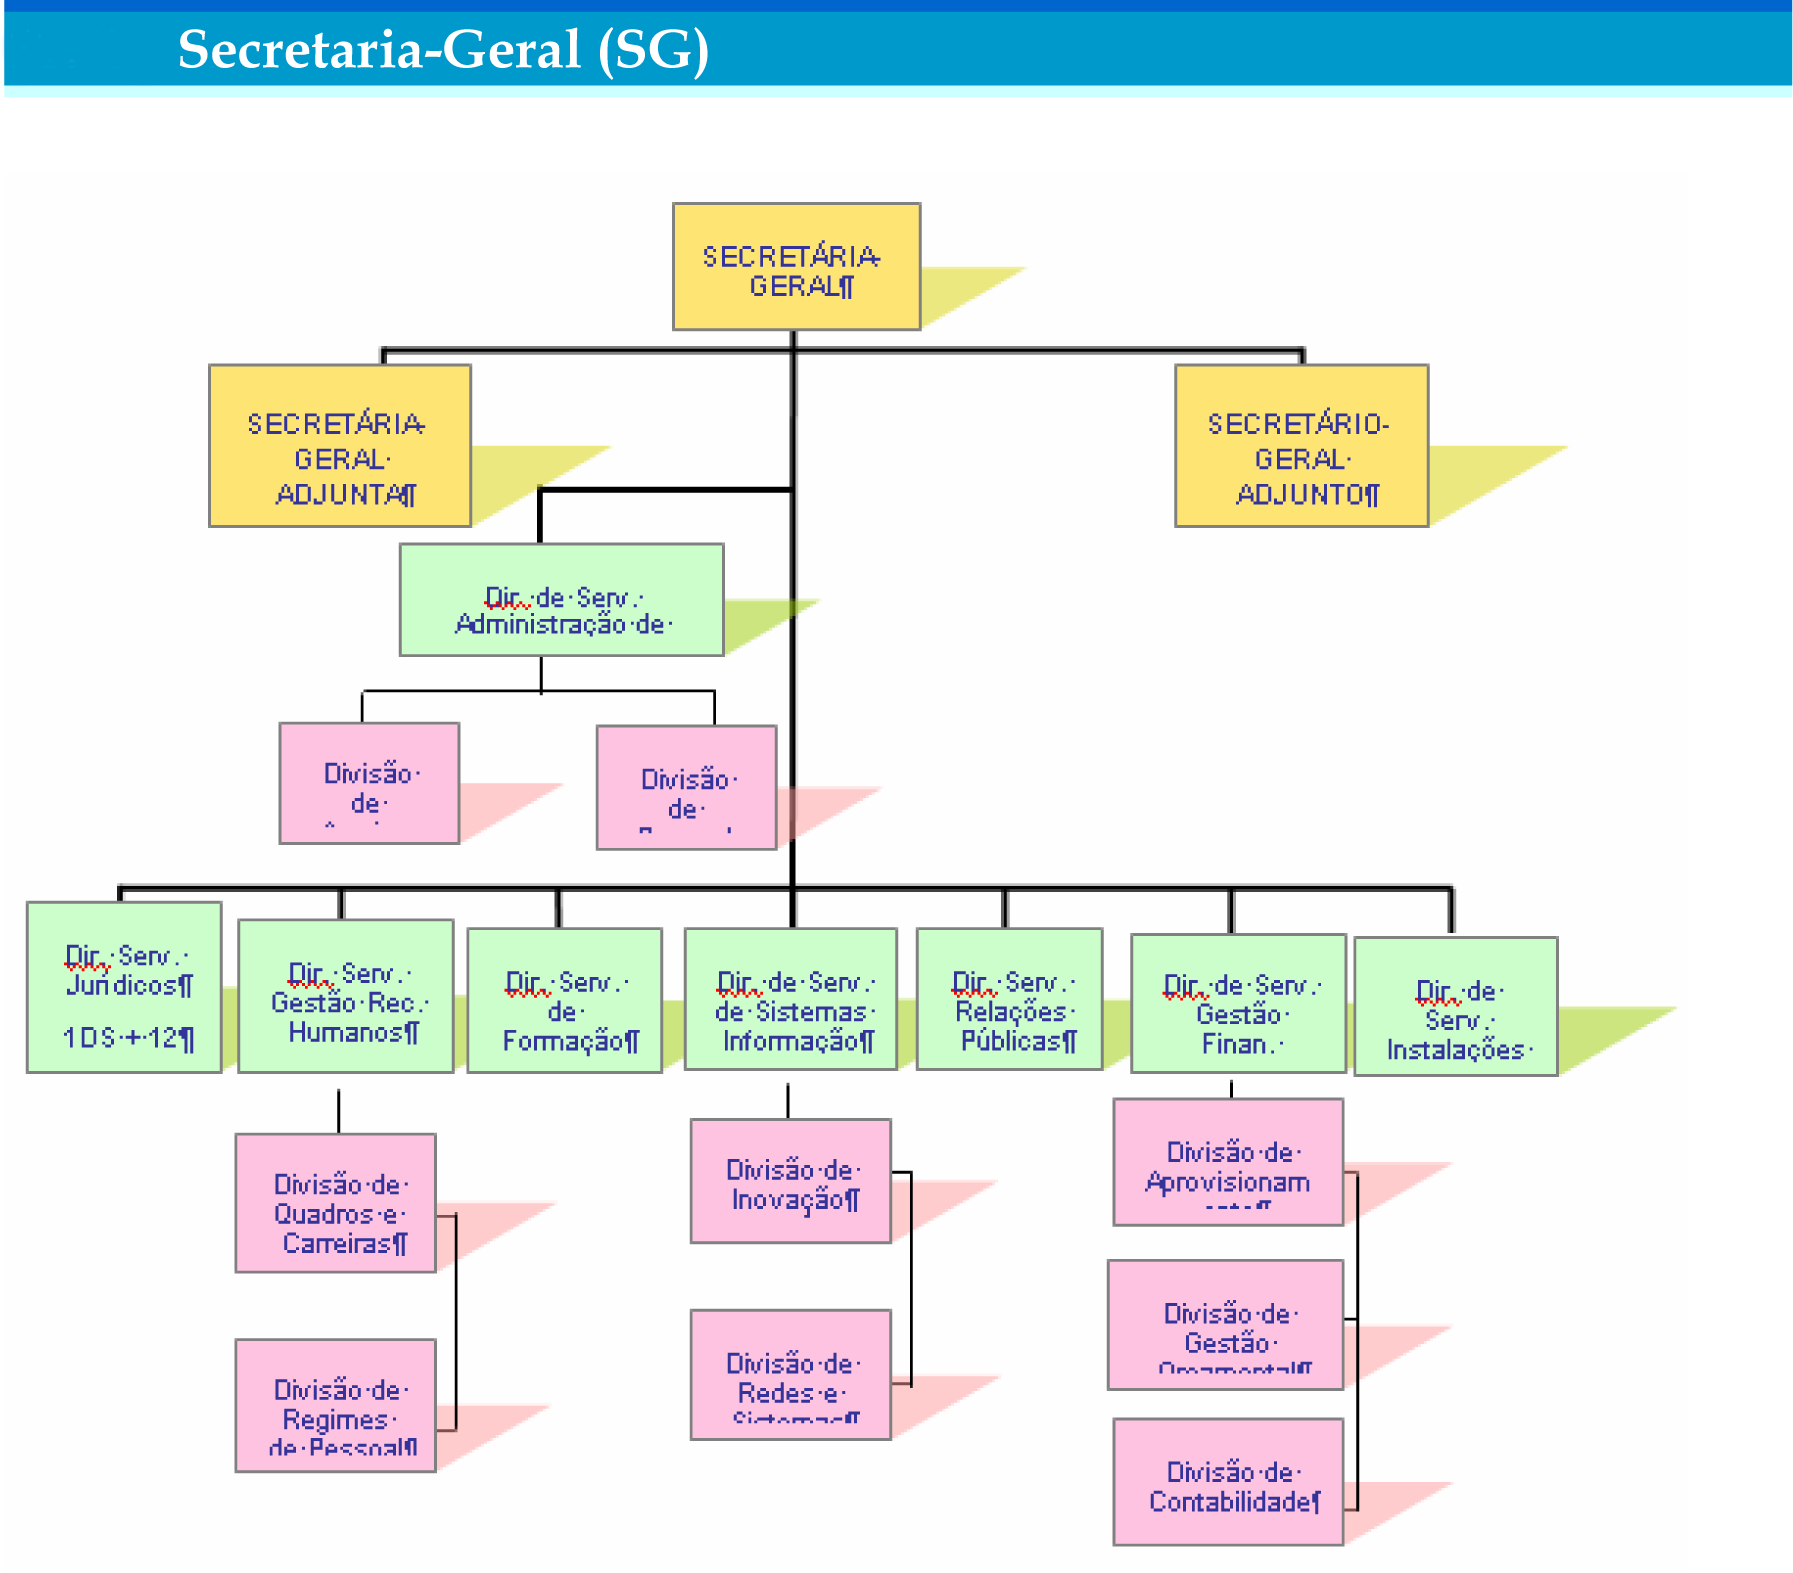 Secretaria-Geral (SG)
SECRETÁRIA-
GERAL¶
SECRETÁRIA-
GERAL·
ADJUNTA¶
SECRETÁRIO-
GERAL·
ADJUNTO¶
Dir.·de·Serv.·
Administração·de·
Divisão·
de·
Divisão·
de·
Dir.·Serv.·
Jurídicos¶
1DS·+·12¶
Dir.·Serv.·
Gestão·Rec.·
Humanos¶
Dir.·Serv.·
de·
Formação¶
Dir.·de·Serv.·
de·Sistemas·
Informação¶
Dir.·Serv.·
Relações·
Públicas¶
Dir.·de·Serv.·
Gestão·
Finan.·
Dir.·de·
Serv.·
Instalações·
Divisão·de·
Quadros·e·
Carreiras¶
Divisão·de·
Regimes·
de·Pessoal¶
Divisão·de·
Inovação¶
Divisão·de·
Redes·e·
Sistemas¶
Divisão·de·
Aprovisionam
Divisão·de·
Gestão·
Orçamental¶
Divisão·de·
Contabilidade¶